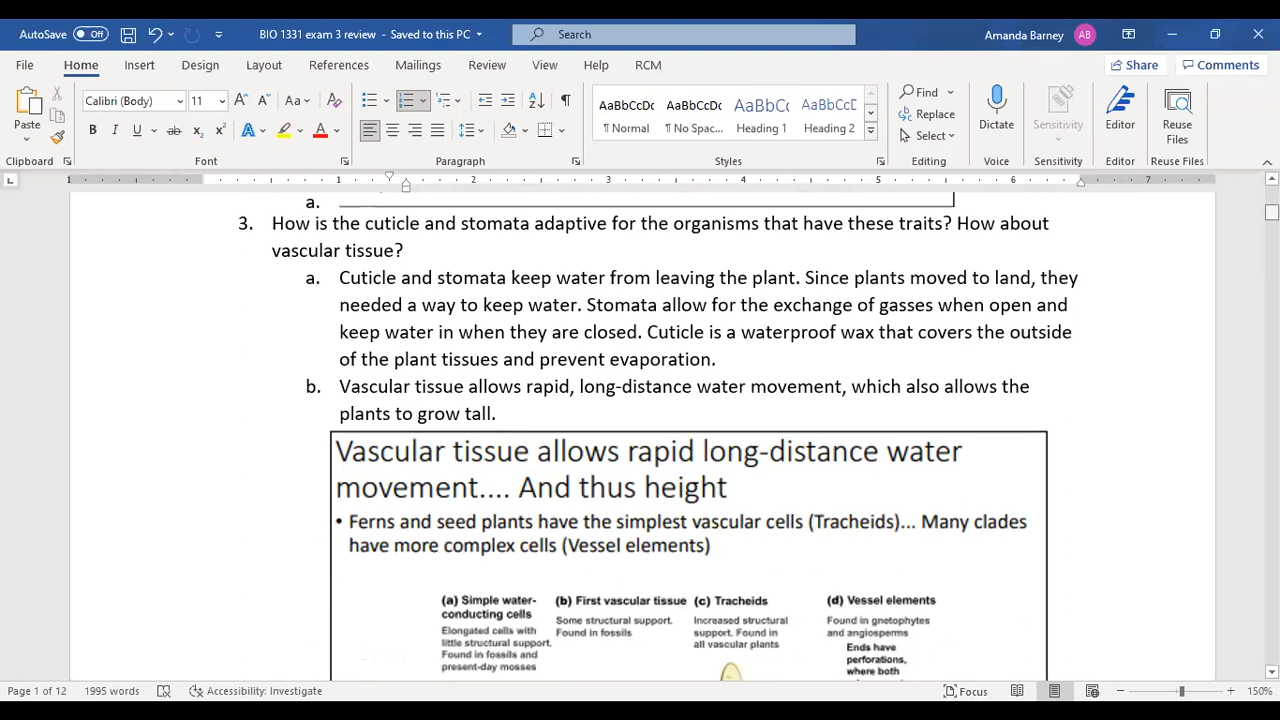 AutoSave Off
BIO 1331 exam 3 review - Saved to this PC
Search
Amanda Barney AB
File Home Insert Design Layout References Mailings Review View Help RCM Share Comments
Paste
Calibri (Body) 11
AaBbCcDc AaBbCcDc AaBbCc AaBbCcD
¶ Normal ¶ No Spac... Heading 1 Heading 2
Find
Replace
Select
Dictate
Sensitivity
Editor
Reuse Files
Clipboard Font Paragraph Styles Editing Voice Sensitivity Editor Reuse Files
1 1 2 3 4 5 6 7
a.
3. How is the cuticle and stomata adaptive for the organisms that have these traits? How about
vascular tissue?
a. Cuticle and stomata keep water from leaving the plant. Since plants moved to land, they
needed a way to keep water. Stomata allow for the exchange of gasses when open and
keep water in when they are closed. Cuticle is a waterproof wax that covers the outside
of the plant tissues and prevent evaporation.
b. Vascular tissue allows rapid, long-distance water movement, which also allows the
plants to grow tall.
Vascular tissue allows rapid long-distance water
movement.... And thus height
• Ferns and seed plants have the simplest vascular cells (Tracheids)... Many clades
have more complex cells (Vessel elements)
(a) Simple water-
conducting cells
Elongated cells with
little structural support.
Found in fossils and
present-day mosses
(b) First vascular tissue
Some structural support.
Found in fossils
(c) Tracheids
Increased structural
support. Found in
all vascular plants
(d) Vessel elements
Found in gnetophytes
and angiosperms
Ends have
perforations,
where both
Page 1 of 12 1995 words Accessibility: Investigate Focus 150%